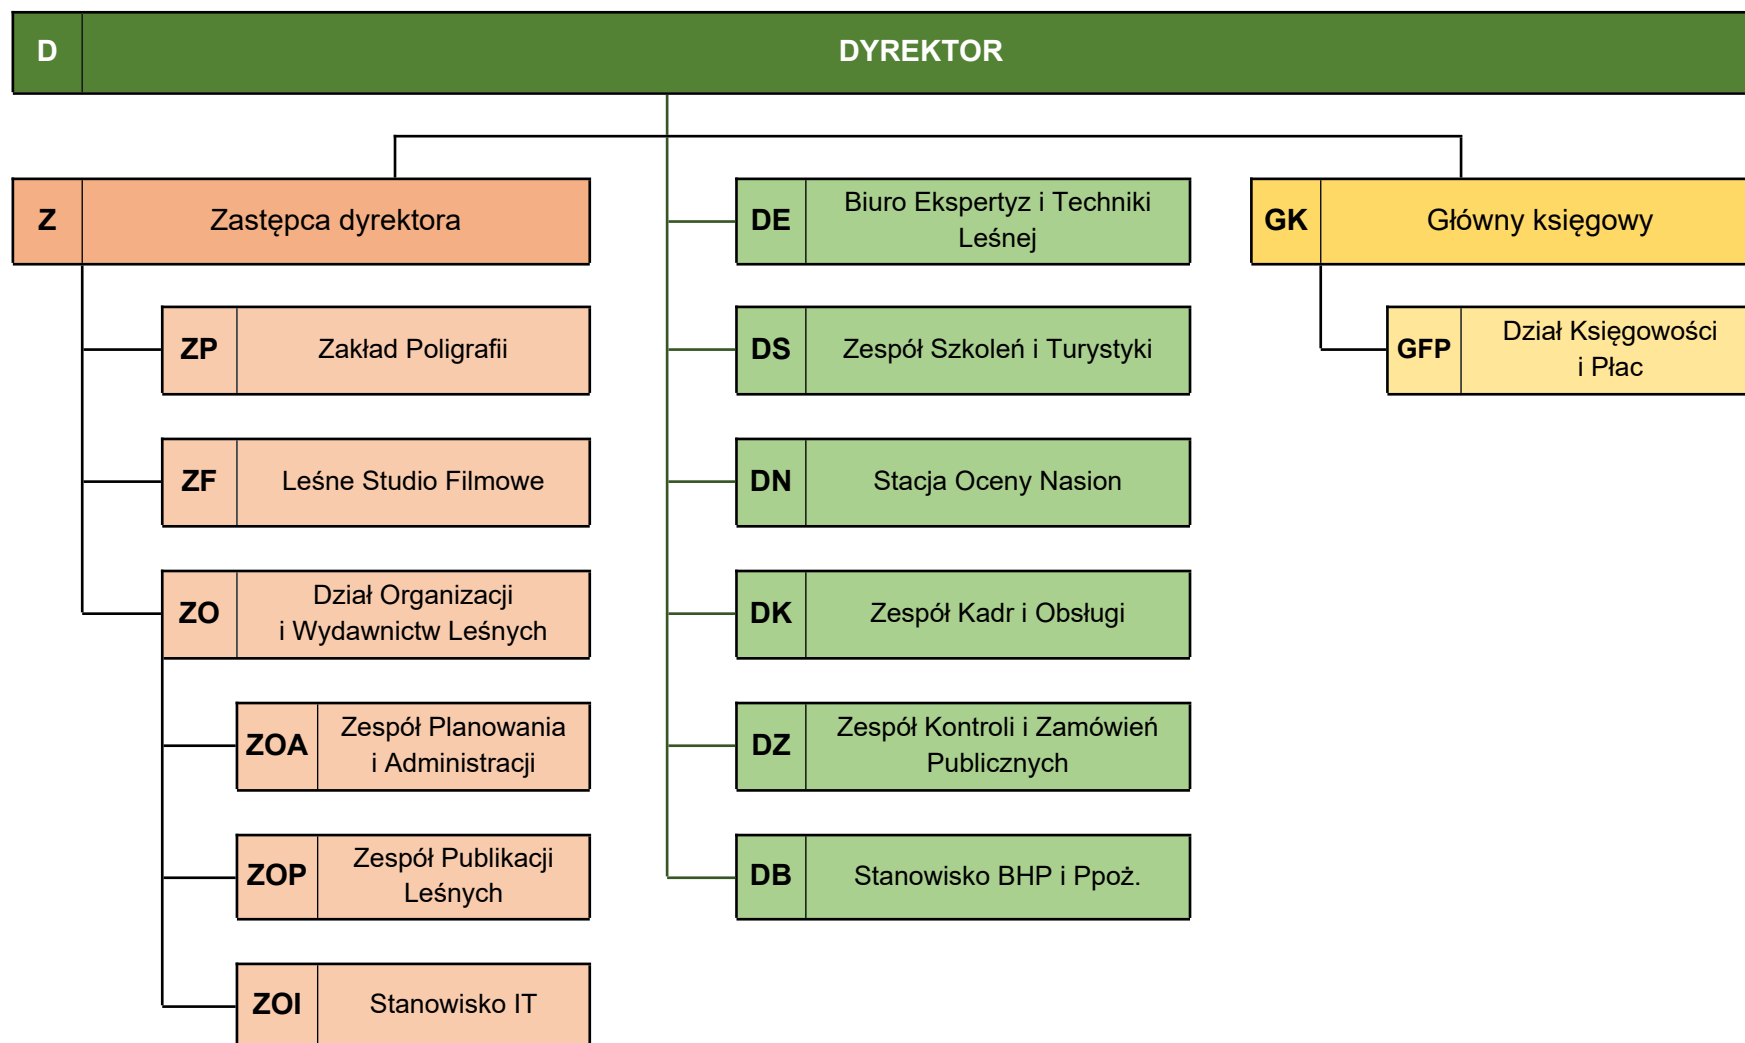 D DYREKTOR
Z Zastępca dyrektora
ZP Zakład Poligrafii
ZF Leśne Studio Filmowe
ZO Dział Organizacji
i Wydawnictw Leśnych
ZOA Zespół Planowania
i Administracji
ZOP Zespół Publikacji
Leśnych
ZOI Stanowisko IT
DE Biuro Ekspertyz i Techniki
Leśnej
DS Zespół Szkoleń i Turystyki
DN Stacja Oceny Nasion
DK Zespół Kadr i Obsługi
DZ Zespół Kontroli i Zamówień
Publicznych
DB Stanowisko BHP i Ppoż.
GK Główny księgowy
GFP Dział Księgowości
i Płac